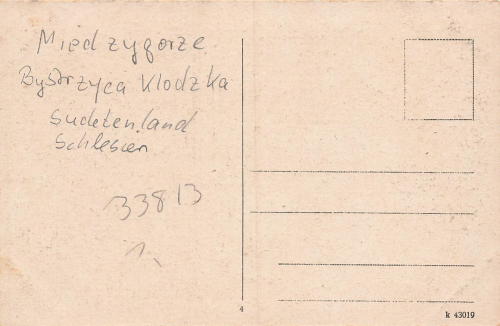 Miedzygorze
Bystrzyca Klodzka
Sudetenland
Schlesien
33813
1.
4
k 43019